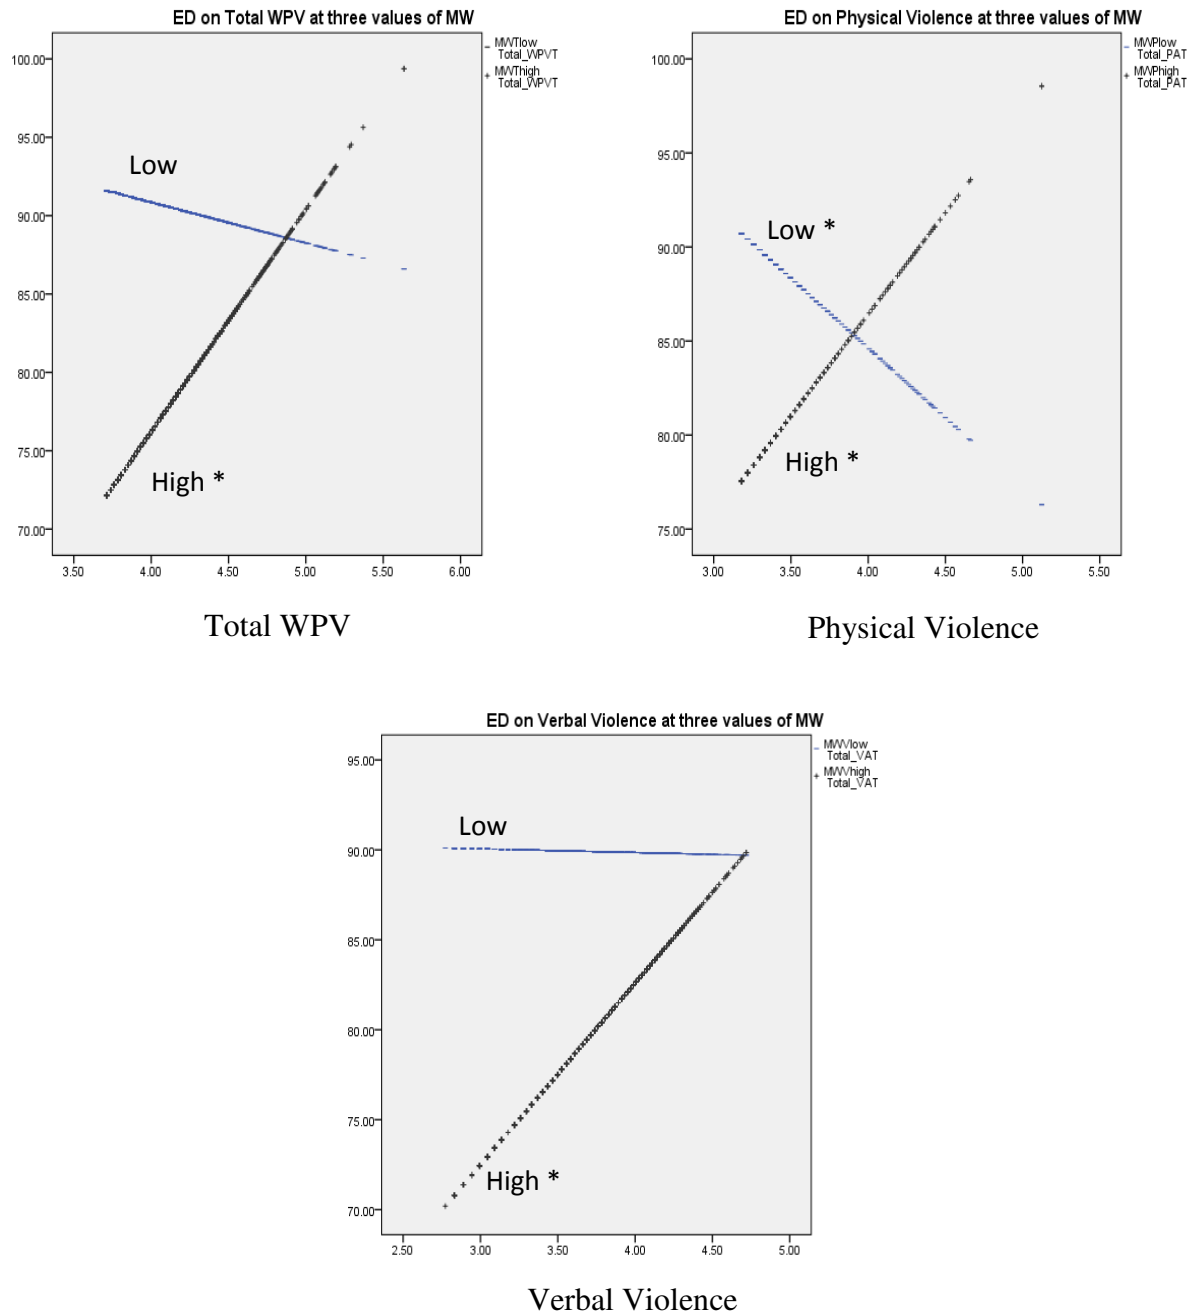 ED on Total WPV at three values of MW
MWTlow
Total_WPVT
MWThigh
Total_WPVT
100.00
95.00
90.00
85.00
80.00
75.00
70.00
Low
High *
3.50 4.00 4.50 5.00 5.50 6.00
Total WPV
ED on Physical Violence at three values of MW
MWPlow
Total_PAT
MWPhigh
Total_PAT
100.00
95.00
90.00
85.00
80.00
75.00
Low *
High *
3.00 3.50 4.00 4.50 5.00 5.50
Physical Violence
ED on Verbal Violence at three values of MW
MWVlow
Total_VAT
MWVhigh
Total_VAT
95.00
90.00
85.00
80.00
75.00
70.00
Low
High *
2.50 3.00 3.50 4.00 4.50 5.00
Verbal Violence